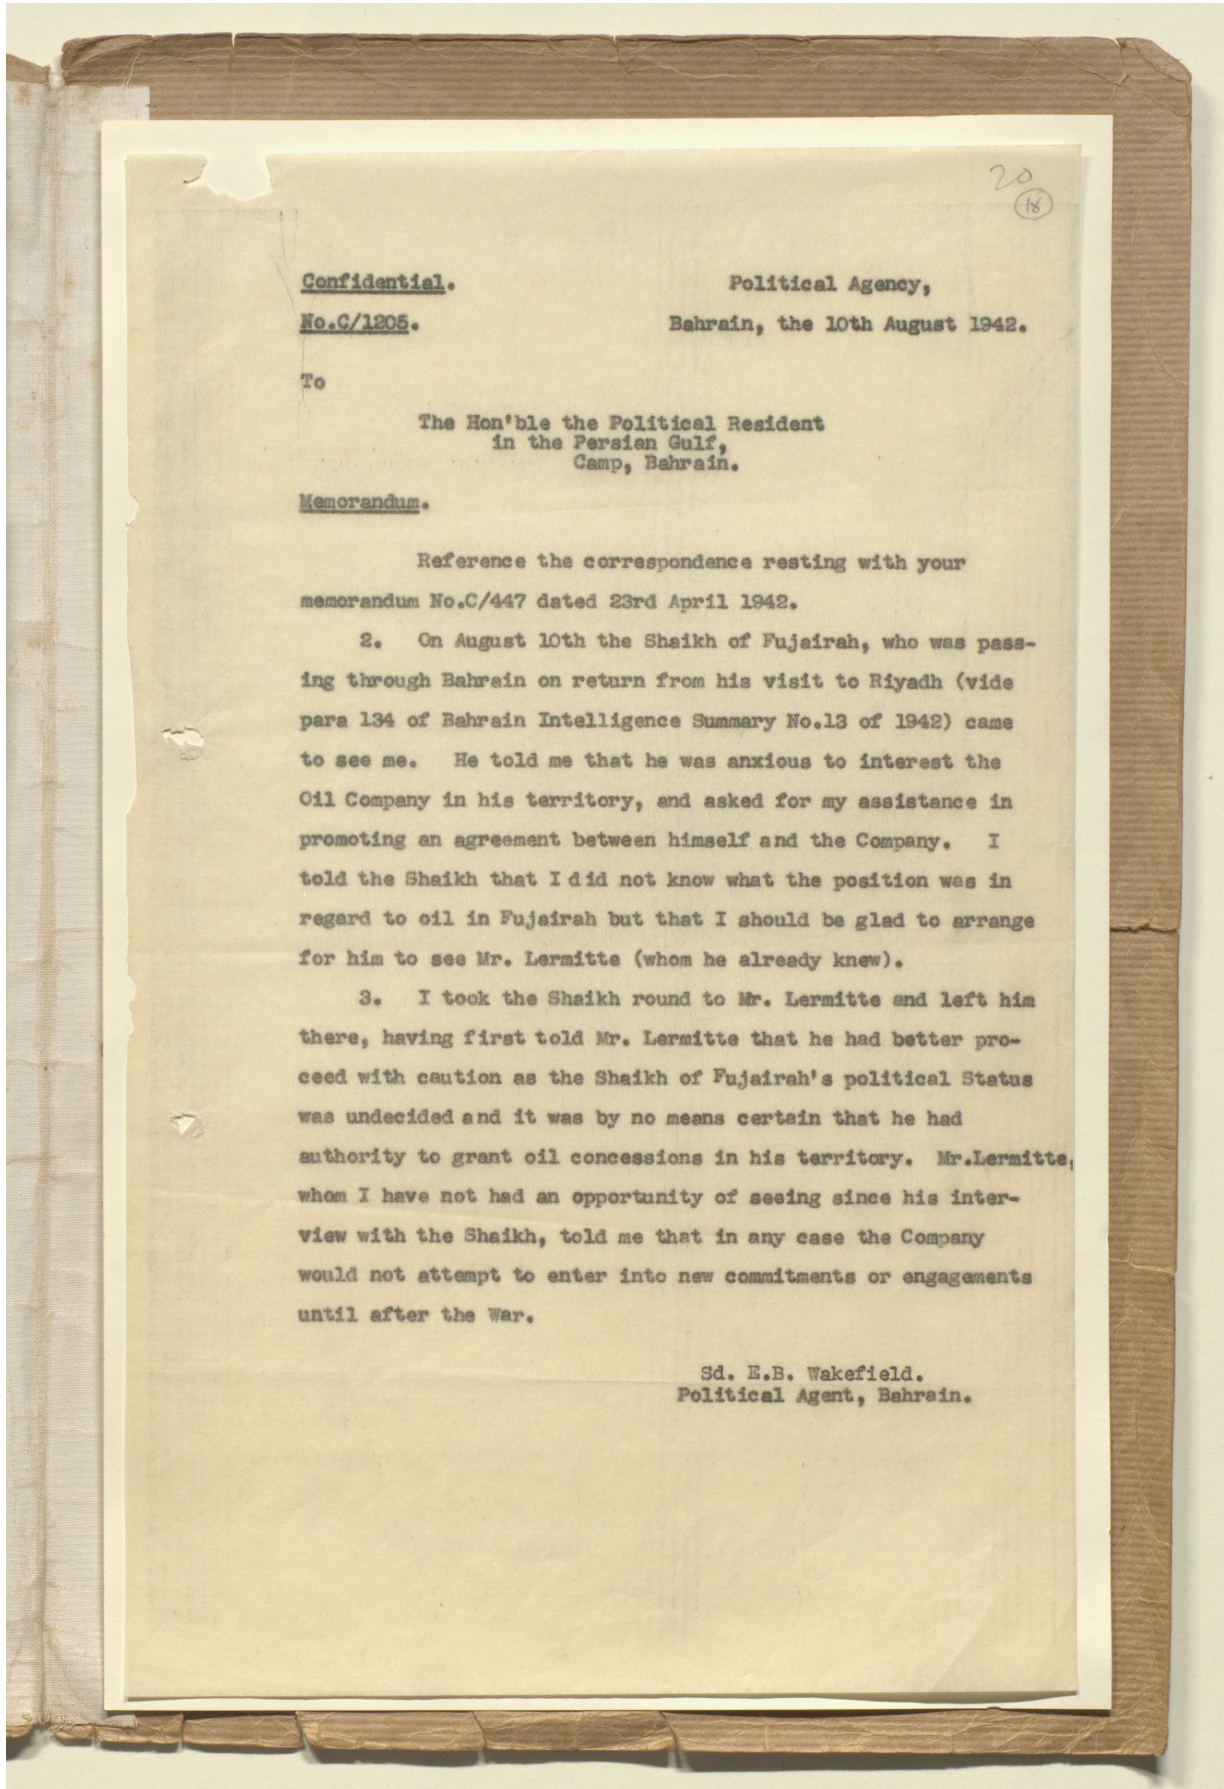 20
18
Confidential. Political Agency,
No.C/1205. Bahrain, the 10th August 1942.
To
The Hon'ble the Political Resident
in the Persian Gulf,
Camp, Bahrain.
Memorandum.
Reference the correspondence resting with your
memorandum No.C/447 dated 23rd April 1942.
2. On August 10th the Shaikh of Fujairah, who was pass-
ing through Bahrain on return from his visit to Riyadh (vide
para 134 of Bahrain Intelligence Summary No.13 of 1942) came
to see me. He told me that he was anxious to interest the
Oil Company in his territory, and asked for my assistance in
promoting an agreement between himself and the Company. I
told the Shaikh that I did not know what the position was in
regard to oil in Fujairah but that I should be glad to arrange
for him to see Mr. Lermitte (whom he already knew).
3. I took the Shaikh round to Mr. Lermitte and left him
there, having first told Mr. Lermitte that he had better pro-
ceed with caution as the Shaikh of Fujairah's political Status
was undecided and it was by no means certain that he had
authority to grant oil concessions in his territory. Mr.Lermitte,
whom I have not had an opportunity of seeing since his inter-
view with the Shaikh, told me that in any case the Company
would not attempt to enter into new commitments or engagements
until after the War.
Sd. E.B. Wakefield.
Political Agent, Bahrain.